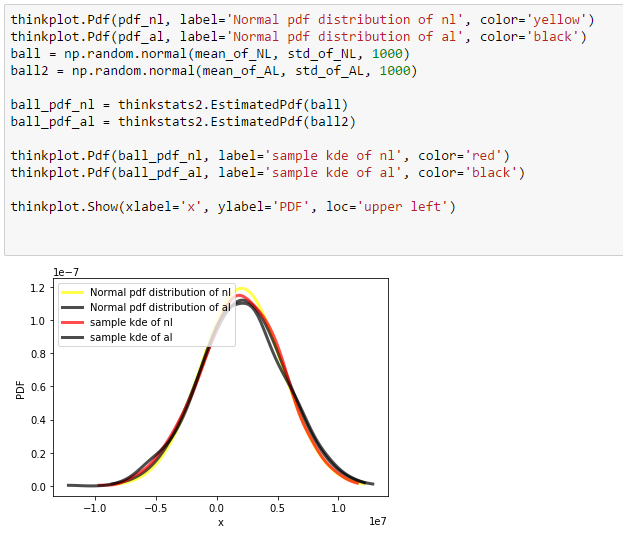 thinkplot.Pdf(pdf_nl, label='Normal pdf distribution of nl', color='yellow')
thinkplot.Pdf(pdf_al, label='Normal pdf distribution of al', color='black')
ball = np.random.normal(mean_of_NL, std_of_NL, 1000)
ball2 = np.random.normal(mean_of_AL, std_of_AL, 1000)
ball_pdf_nl = thinkstats2.EstimatedPdf(ball)
ball_pdf_al = thinkstats2.EstimatedPdf(ball2)
thinkplot.Pdf(ball_pdf_nl, label='sample kde of nl', color='red')
thinkplot.Pdf(ball_pdf_al, label='sample kde of al', color='black')
thinkplot.Show(xlabel='x', ylabel='PDF', loc='upper left')
1e−7
Normal pdf distribution of nl
Normal pdf distribution of al
sample kde of nl
sample kde of al
1.2
1.0
0.8
0.6
0.4
0.2
0.0
PDF
−1.0 −0.5 0.0 0.5 1.0
x
1e7